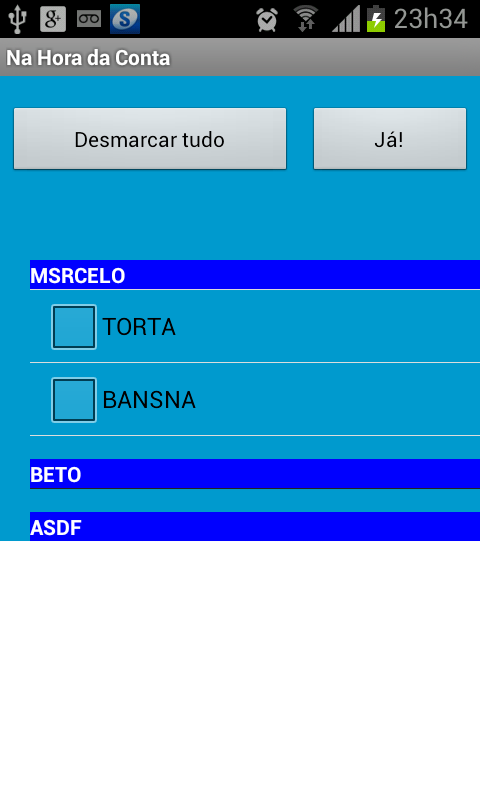 23h34
Na Hora da Conta
Desmarcar tudo
Já!
MSRCELO
TORTA
BANSNA
BETO
ASDF